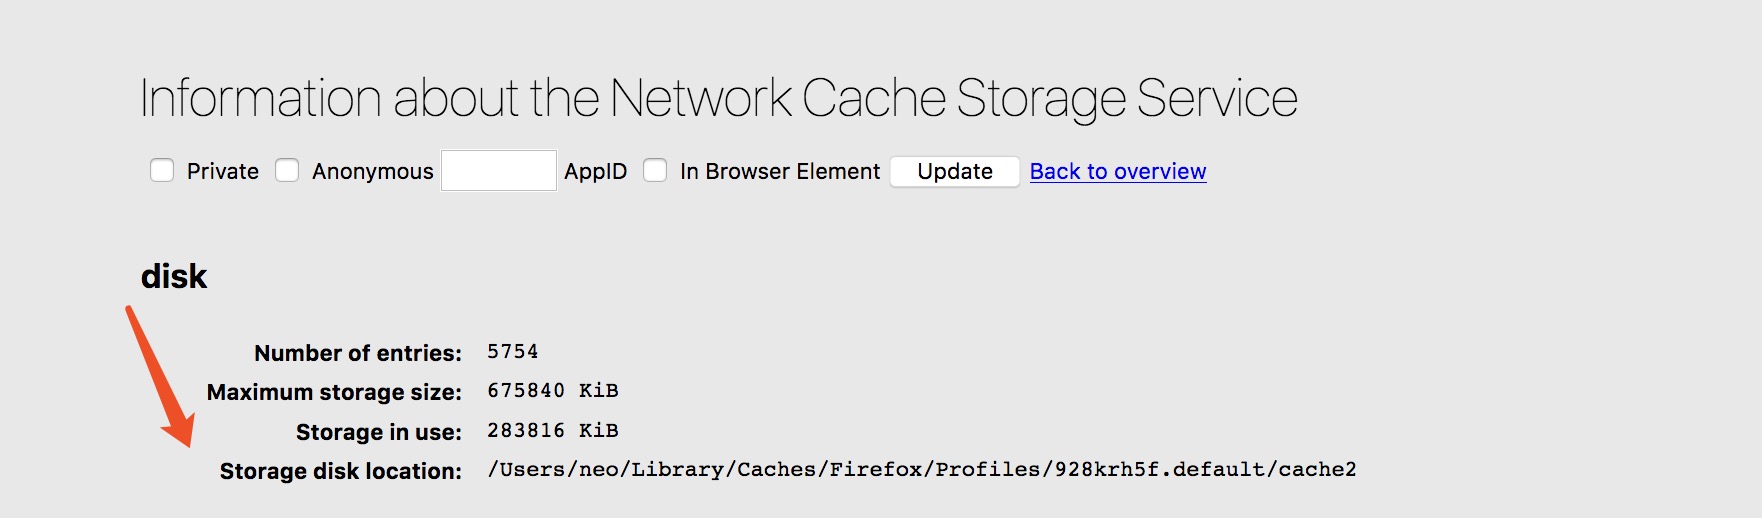 Information about the Network Cache Storage Service
Private Anonymous AppID In Browser Element Update Back to overview
disk
Number of entries: 5754
Maximum storage size: 675840 KiB
Storage in use: 283816 KiB
Storage disk location: /Users/neo/Library/Caches/Firefox/Profiles/928krh5f.default/cache2